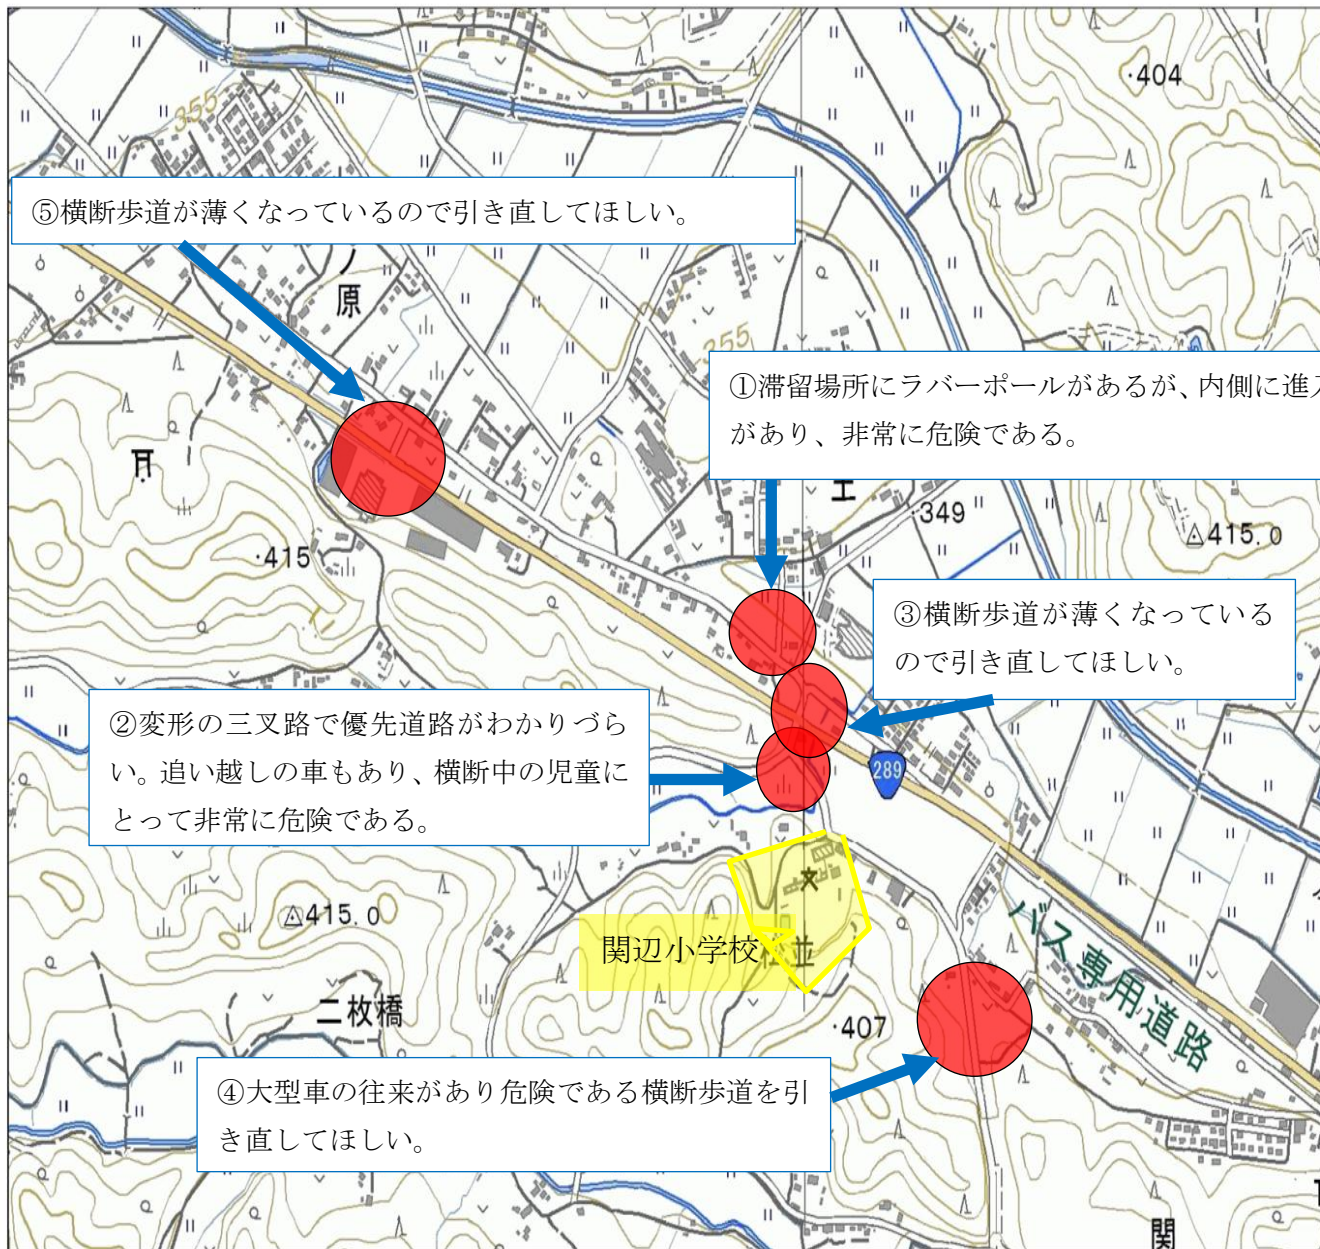 ・404
355
⑤横断歩道が薄くなっているので引き直してほしい。
ノ原
355
①滞留場所にラバーポールがあるが、内側に進入
があり、非常に危険である。
・349
415.0
・415
③横断歩道が薄くなっている
ので引き直してほしい。
②変形の三叉路で優先道路がわかりづら
い。追い越しの車もあり、横断中の児童に
とって非常に危険である。
289
415.0
関辺小学校
並
バス専用道路
二枚橋
・407
④大型車の往来があり危険である横断歩道を引
き直してほしい。
関